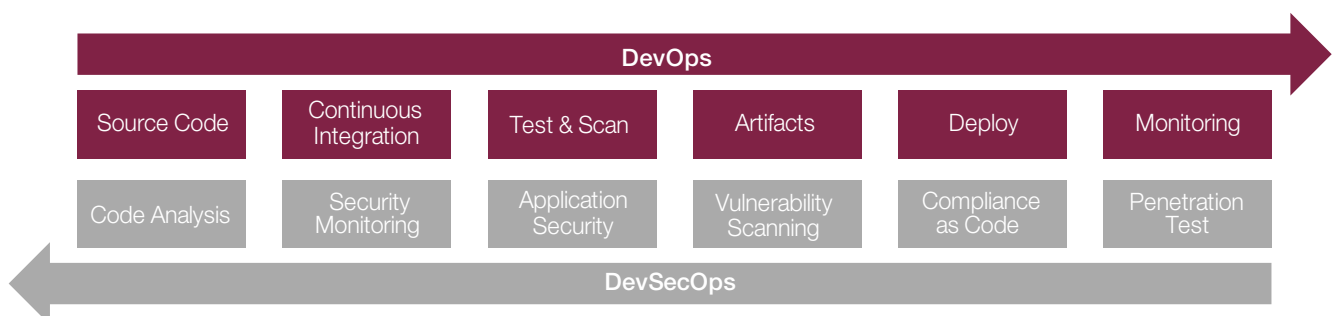 DevOps
Source Code
Continuous
Integration
Test & Scan
Artifacts
Deploy
Monitoring
Code Analysis
Security
Monitoring
Application
Security
Vulnerability
Scanning
Compliance
as Code
Penetration
Test
DevSecOps